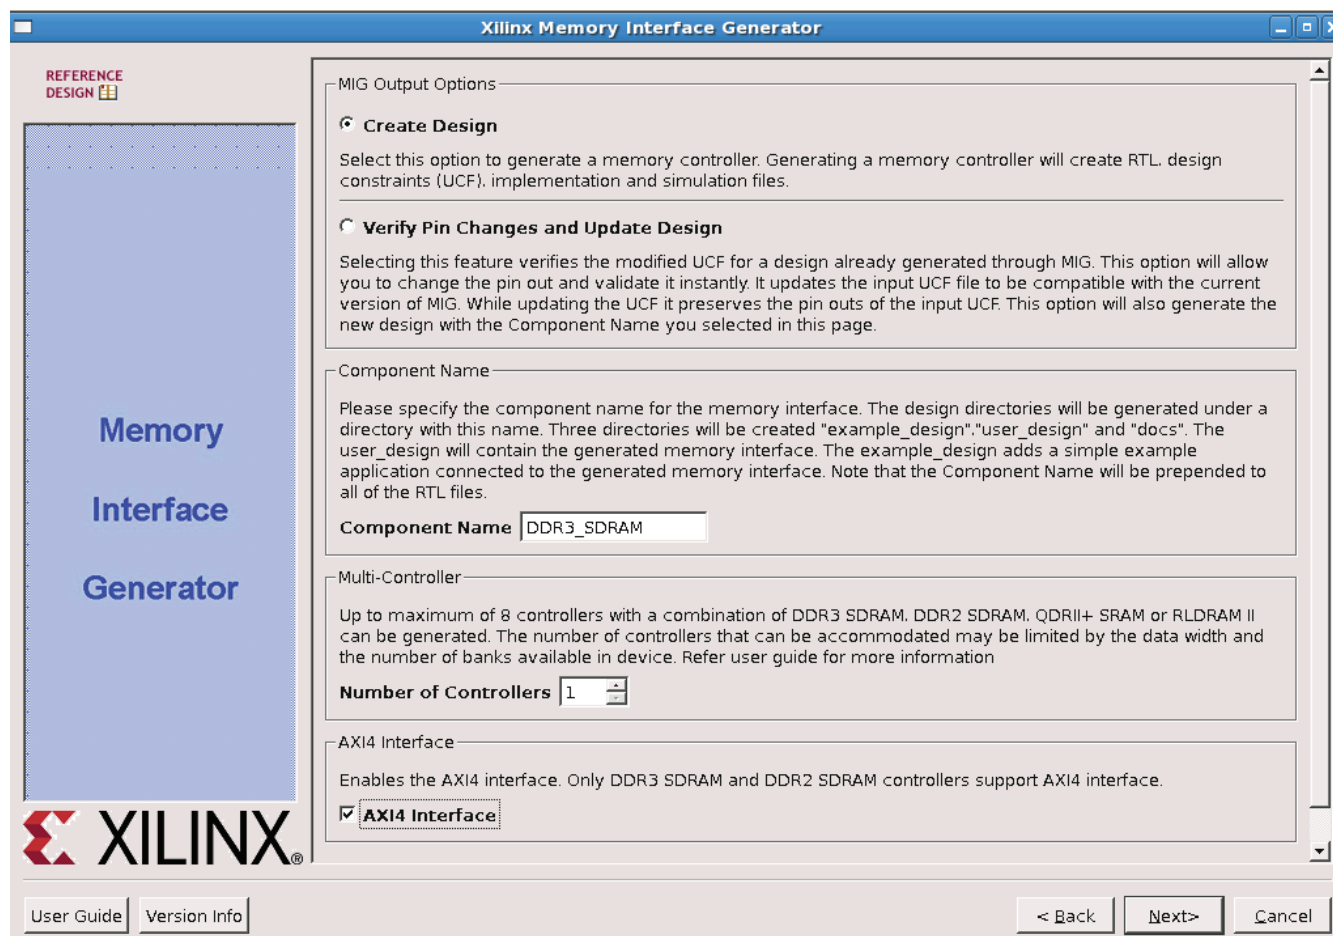 Xilinx Memory Interface Generator
REFERENCE
DESIGN
Memory
Interface
Generator
XILINX®
MIG Output Options
Create Design
Select this option to generate a memory controller. Generating a memory controller will create RTL. design
constraints (UCF). implementation and simulation files.
Verify Pin Changes and Update Design
Selecting this feature verifies the modified UCF for a design already generated through MIG. This option will allow
you to change the pin out and validate it instantly. It updates the input UCF file to be compatible with the current
version of MIG. While updating the UCF it preserves the pin outs of the input UCF. This option will also generate the
new design with the Component Name you selected in this page.
Component Name
Please specify the component name for the memory interface. The design directories will be generated under a
directory with this name. Three directories will be created "example_design"."user_design" and "docs". The
user_design will contain the generated memory interface. The example_design adds a simple example
application connected to the generated memory interface. Note that the Component Name will be prepended to
all of the RTL files.
Component Name DDR3_SDRAM
Multi-Controller
Up to maximum of 8 controllers with a combination of DDR3 SDRAM. DDR2 SDRAM. QDRII+ SRAM or RLDRAM II
can be generated. The number of controllers that can be accommodated may be limited by the data width and
the number of banks available in device. Refer user guide for more information
Number of Controllers 1
AXI4 Interface
Enables the AXI4 interface. Only DDR3 SDRAM and DDR2 SDRAM controllers support AXI4 interface.
AXI4 Interface
User Guide Version Info < Back Next> Cancel